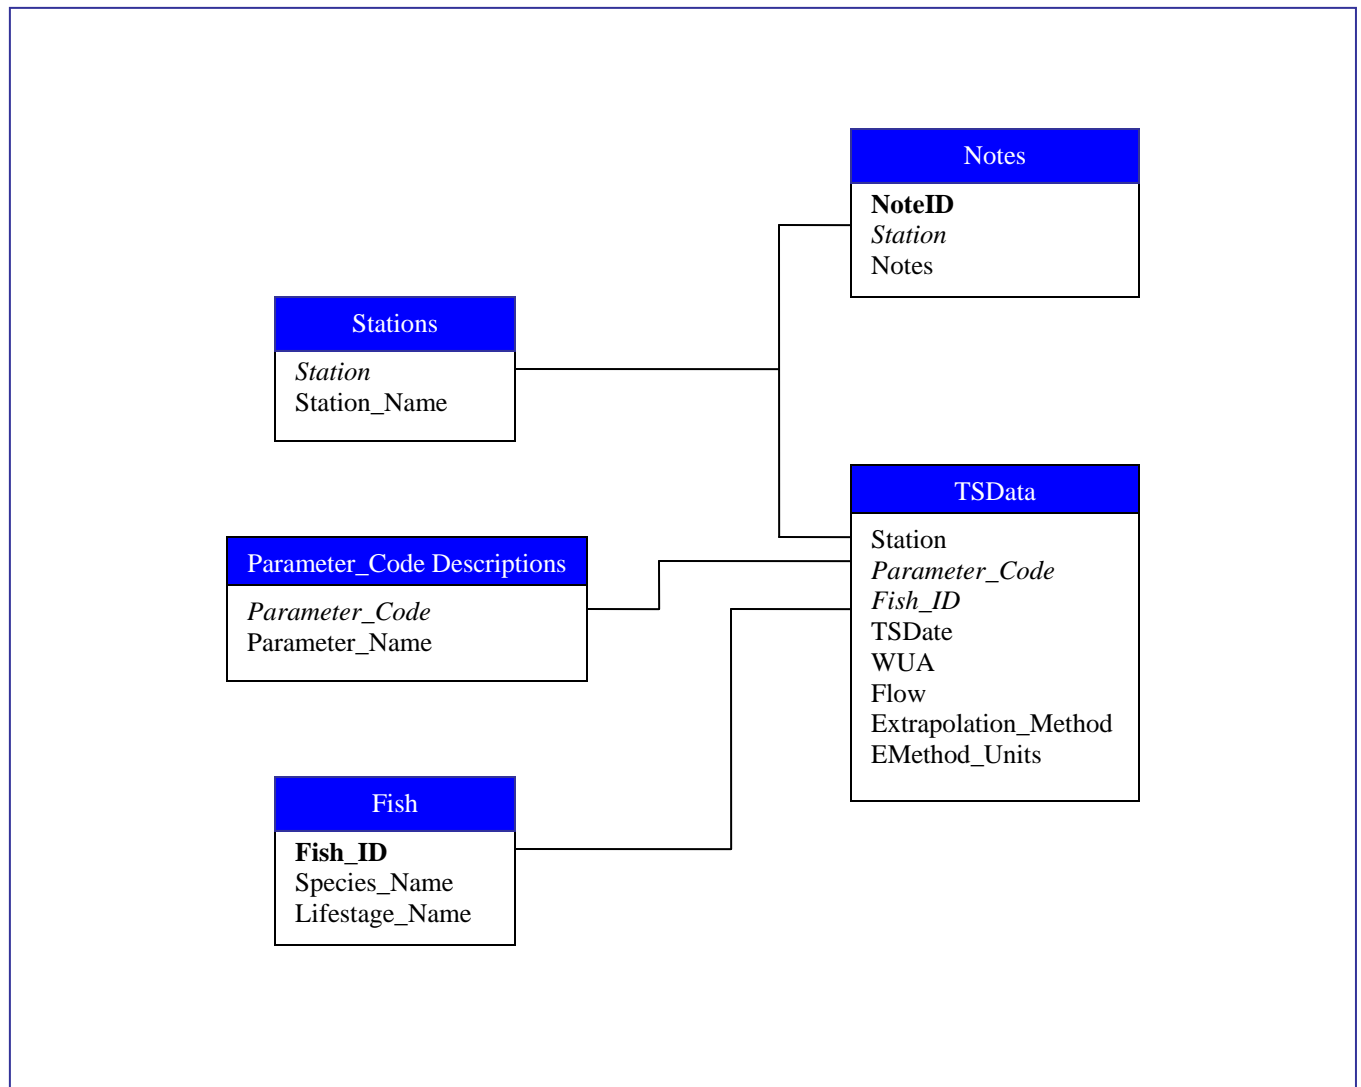 Notes
NoteID
Station
Notes
Stations
Station
Station_Name
TSData
Station
Parameter_Code
Fish_ID
TSDate
WUA
Flow
Extrapolation_Method
EMethod_Units
Parameter_Code Descriptions
Parameter_Code
Parameter_Name
Fish
Fish_ID
Species_Name
Lifestage_Name